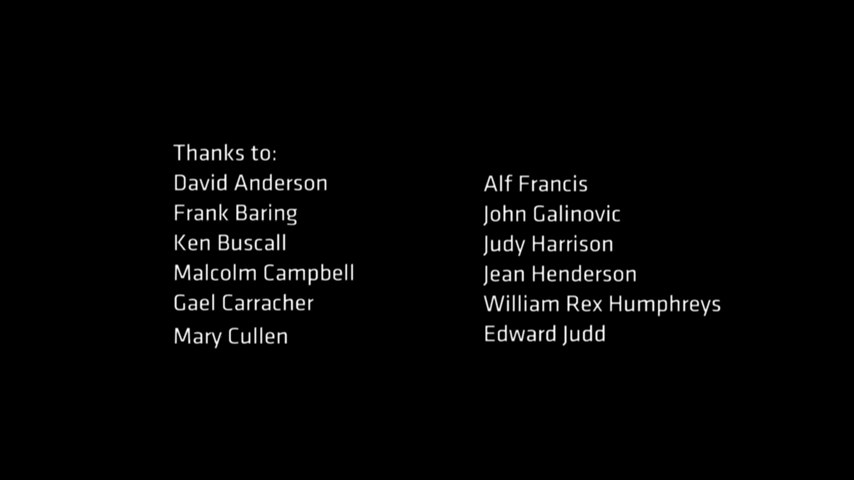 Thanks to:
David Anderson
Frank Baring
Ken Buscall
Malcolm Campbell
Gael Carracher
Mary Cullen
Alf Francis
John Galinovic
Judy Harrison
Jean Henderson
William Rex Humphreys
Edward Judd